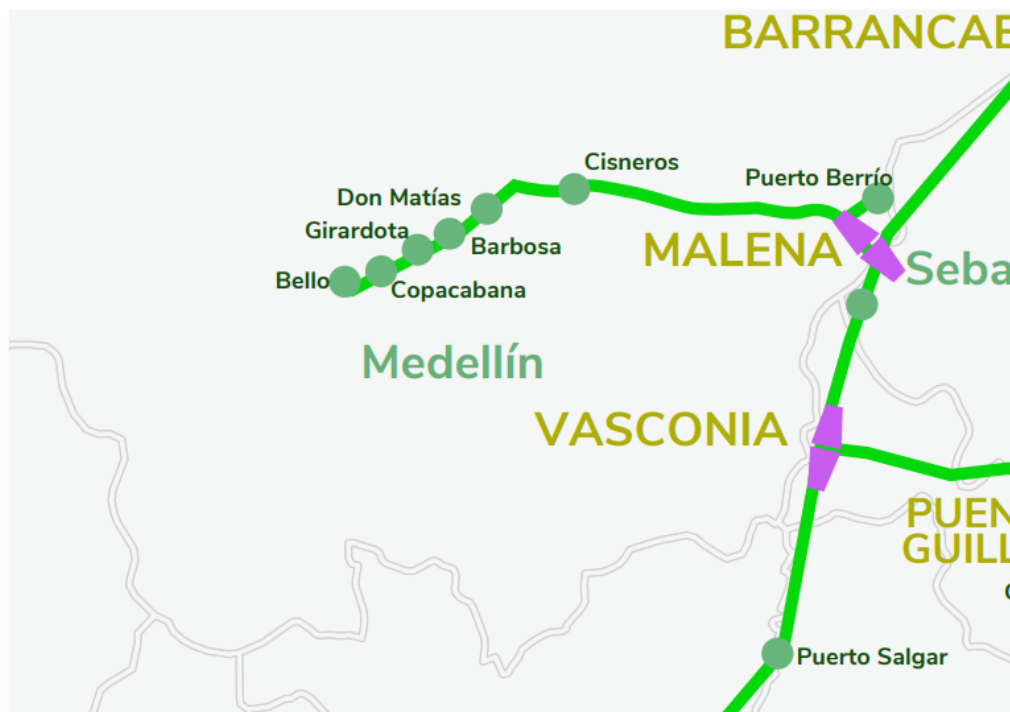 BARRANCAB
Cisneros
Puerto Berrío
Don Matías
Girardota
Barbosa
MALENA
Seba
Bello
Copacabana
Medellín
VASCONIA
PUEN
GUILL
Puerto Salgar